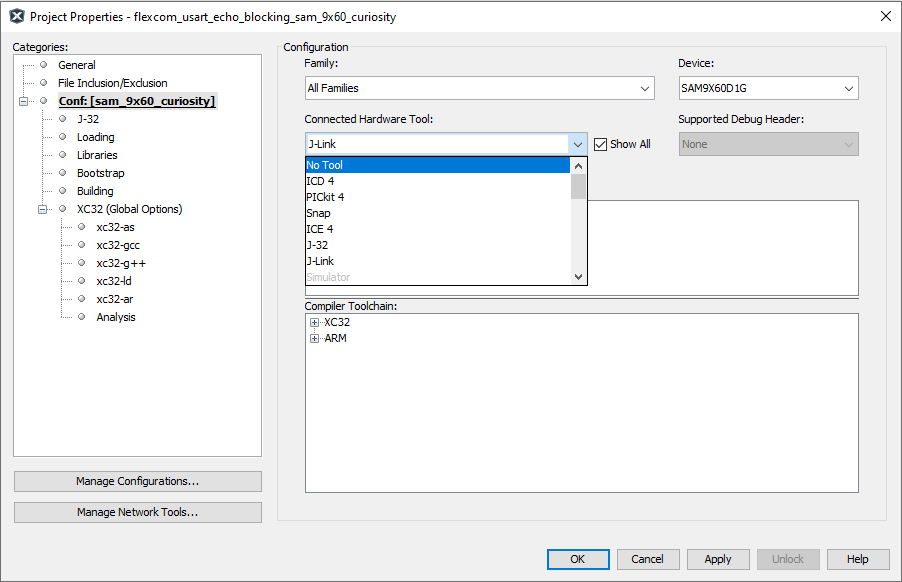 Project Properties - flexcom_usart_echo_blocking_sam_9x60_curiosity
Categories:
General
File Inclusion/Exclusion
Conf: [sam_9x60_curiosity]
J-32
Loading
Libraries
Bootstrap
Building
XC32 (Global Options)
xc32-as
xc32-gcc
xc32-g++
xc32-ld
xc32-ar
Analysis
Manage Configurations...
Manage Network Tools...
Configuration
Family:
Device:
All Families
SAM9X60D1G
Connected Hardware Tool:
Supported Debug Header:
J-Link
Show All
None
No Tool
ICD 4
PICkit 4
Snap
ICE 4
J-32
J-Link
Simulator
Compiler Toolchain:
XC32
ARM
OK
Cancel
Apply
Unlock
Help